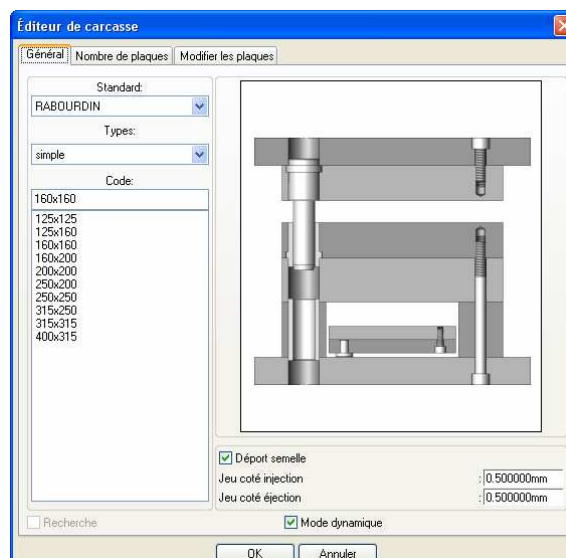 Éditeur de carcasse
Général
Nombre de plaques
Modifier les plaques
Standard:
RABOURDIN
Types:
simple
Code:
160x160
125x125
125x160
160x160
160x200
200x200
250x200
250x250
315x250
315x315
400x315
Déport semelle
Jeu coté injection : 0.500000mm
Jeu coté éjection : 0.500000mm
Recherche
Mode dynamique
OK
Annuler